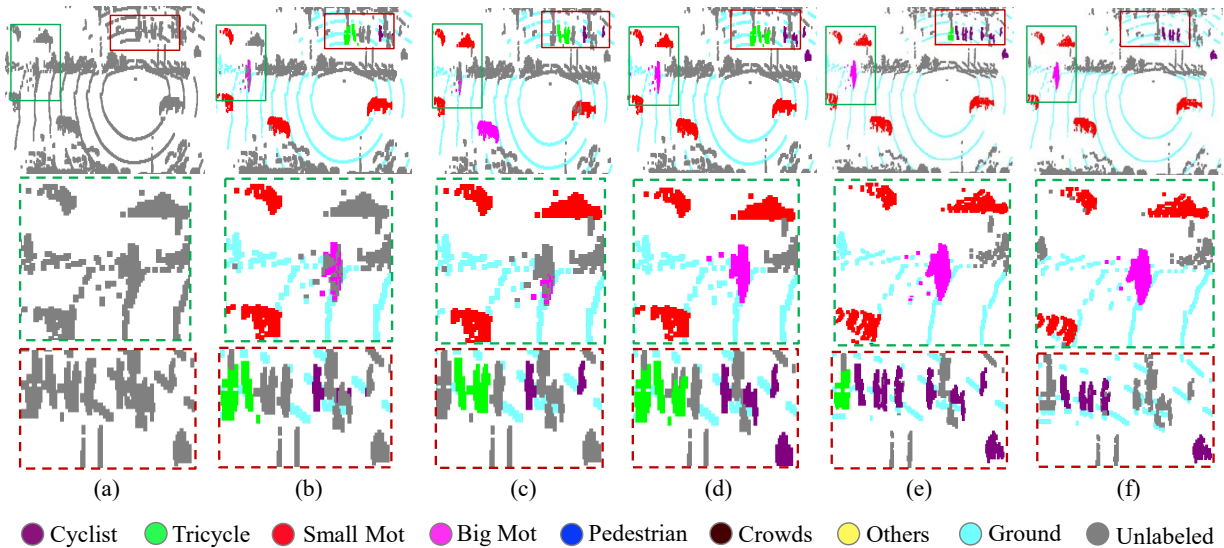 (a) (b) (c) (d) (e) (f)
Cyclist Tricycle Small Mot Big Mot Pedestrian Crowds Others Ground Unlabeled